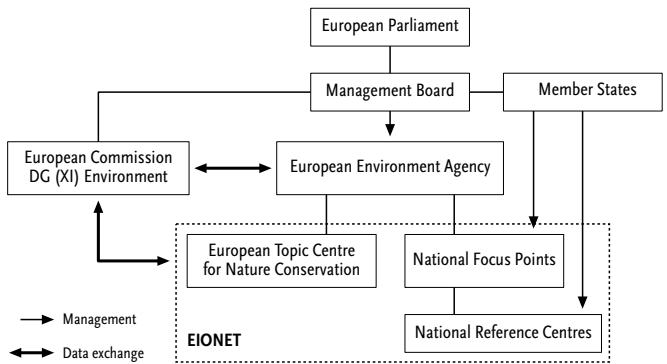 European Parliament
Management Board
Member States
European Commission
DG (XI) Environment
European Environment Agency
European Topic Centre
for Nature Conservation
National Focus Points
National Reference Centres
EIONET
Management
Data exchange